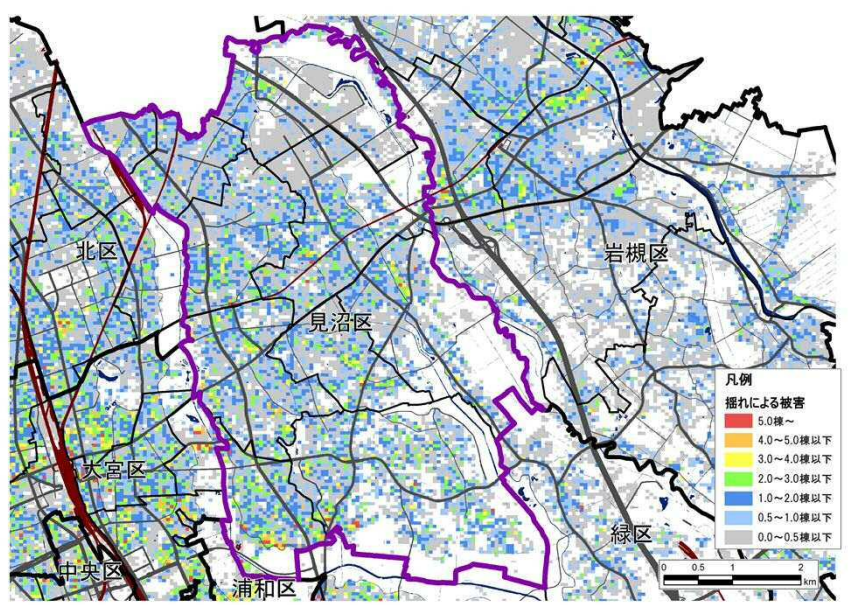 北区
岩槻区
見沼区
大宮区
緑区
中央区
浦和区
凡例
揺れによる被害
5.0棟～
4.0～5.0棟以下
3.0～4.0棟以下
2.0～3.0棟以下
1.0～2.0棟以下
0.5～1.0棟以下
0.0～0.5棟以下
0 0.5 1 2
km